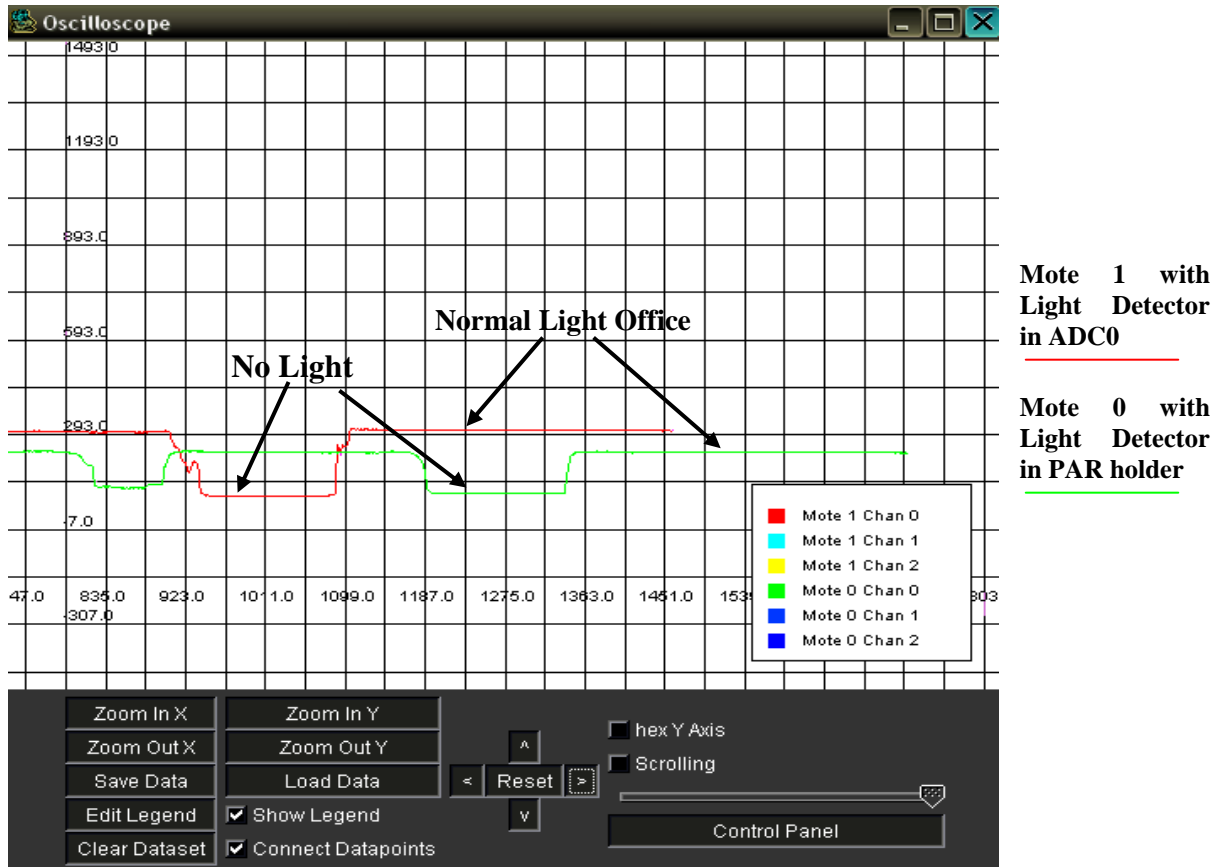 Oscilloscope
1493.0
1193.0
893.0
593.0
293.0
-7.0
-307.0
Normal Light Office
No Light
47.0 835.0 923.0 1011.0 1099.0 1187.0 1275.0 1363.0 1451.0 153 803
Mote 1 Chan 0
Mote 1 Chan 1
Mote 1 Chan 2
Mote 0 Chan 0
Mote 0 Chan 1
Mote 0 Chan 2
Mote 1 with
Light Detector
in ADC0
Mote 0 with
Light Detector
in PAR holder
Zoom In X
Zoom In Y
Zoom Out X
Zoom Out Y
Save Data
Load Data
Edit Legend
Show Legend
Clear Dataset
Connect Datapoints
^
< Reset >
v
hex Y Axis
Scrolling
Control Panel